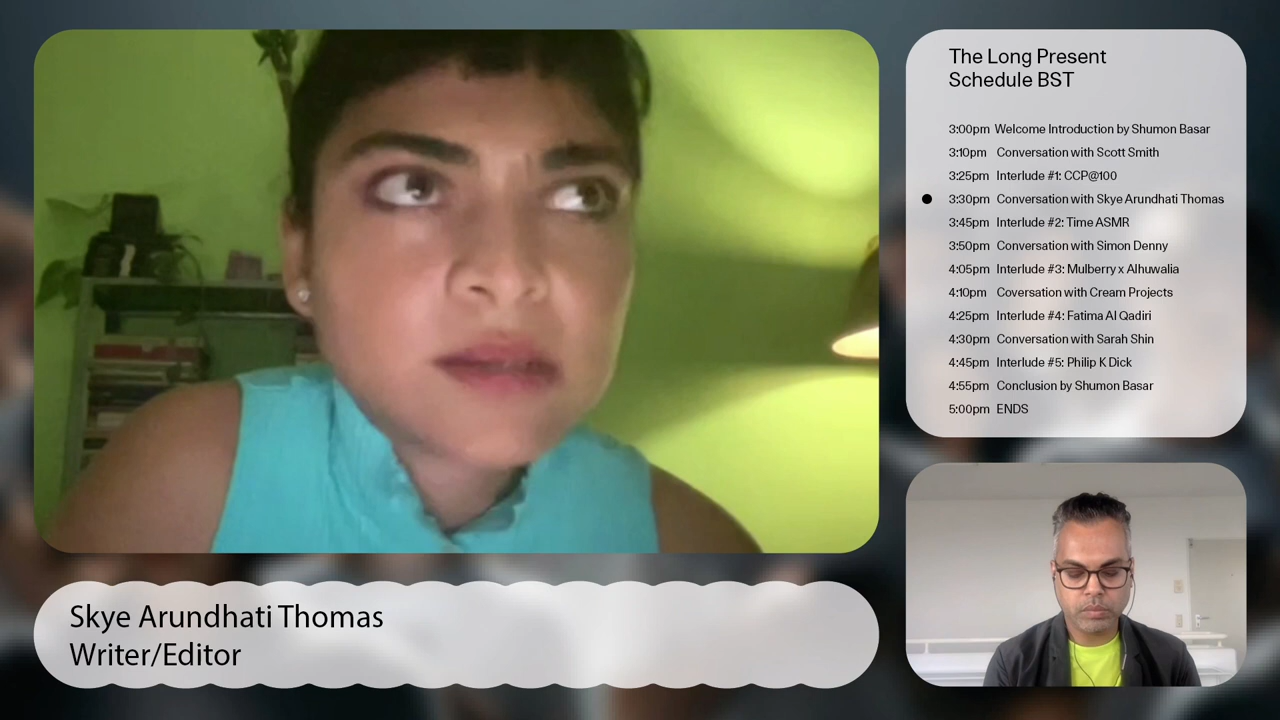 The Long Present
Schedule BST
3:00pm Welcome Introduction by Shumon Basar
3:10pm Conversation with Scott Smith
3:25pm Interlude #1: CCP@100
3:30pm Conversation with Skye Arundhati Thomas
3:45pm Interlude #2: Time ASMR
3:50pm Conversation with Simon Denny
4:05pm Interlude #3: Mulberry x Alhuwalia
4:10pm Coversation with Cream Projects
4:25pm Interlude #4: Fatima Al Qadiri
4:30pm Conversation with Sarah Shin
4:45pm Interlude #5: Philip K Dick
4:55pm Conclusion by Shumon Basar
5:00pm ENDS
Skye Arundhati Thomas
Writer/Editor